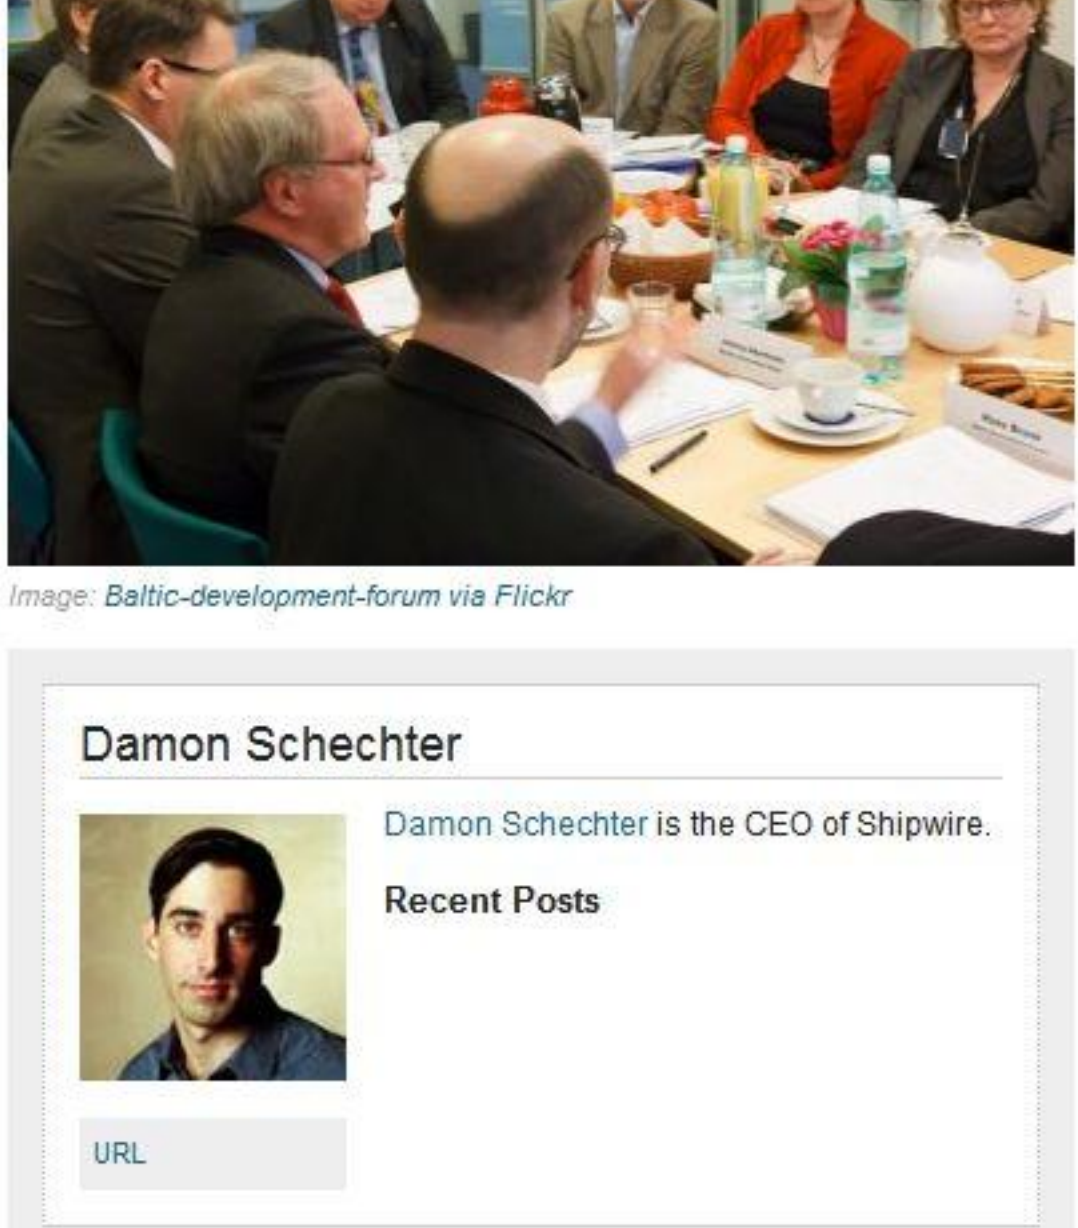 Image: Baltic-development-forum via Flickr
Damon Schechter
Damon Schechter is the CEO of Shipwire.
Recent Posts
URL